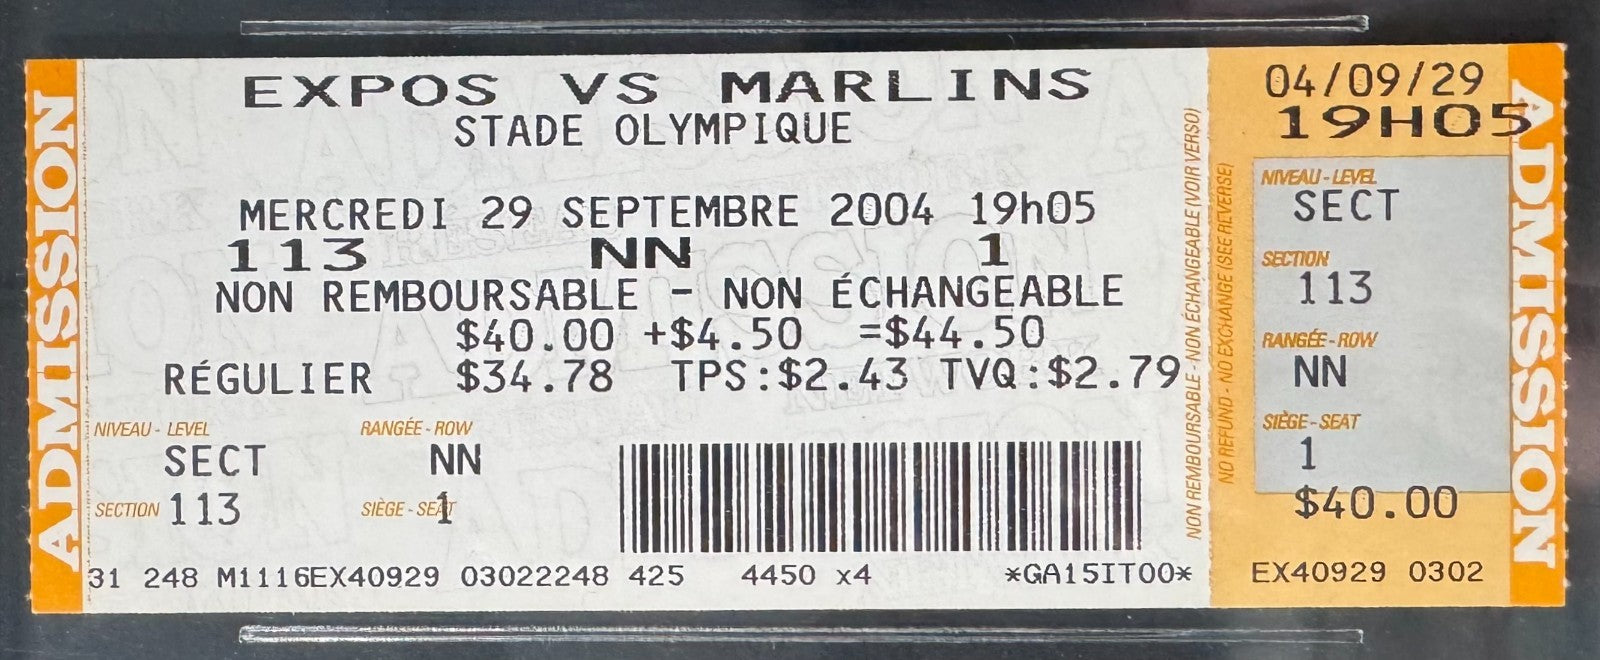 ADMISSION
EXPOS VS MARLINS
STADE OLYMPIQUE
MERCREDI 29 SEPTEMBRE 2004 19h05
113 NN 1
NON REMBOURSABLE - NON ÉCHANGEABLE
$40.00 +$4.50 =$44.50
RÉGULIER $34.78 TPS:$2.43 TVQ:$2.79
NIVEAU - LEVEL RANGÉE - ROW
SECT NN
SECTION 113 SIÈGE - SEAT 1
31 248 M1116EX40929 03022248 425 4450 x4 *GA15IT00*
NON REMBOURSABLE - NON ÉCHANGEABLE (VOIR VERSO)
NO REFUND - NO EXCHANGE (SEE REVERSE)
04/09/29
19H05
NIVEAU - LEVEL
SECT
SECTION
113
RANGÉE - ROW
NN
SIÈGE - SEAT
1
$40.00
EX40929 0302
ADMISSION